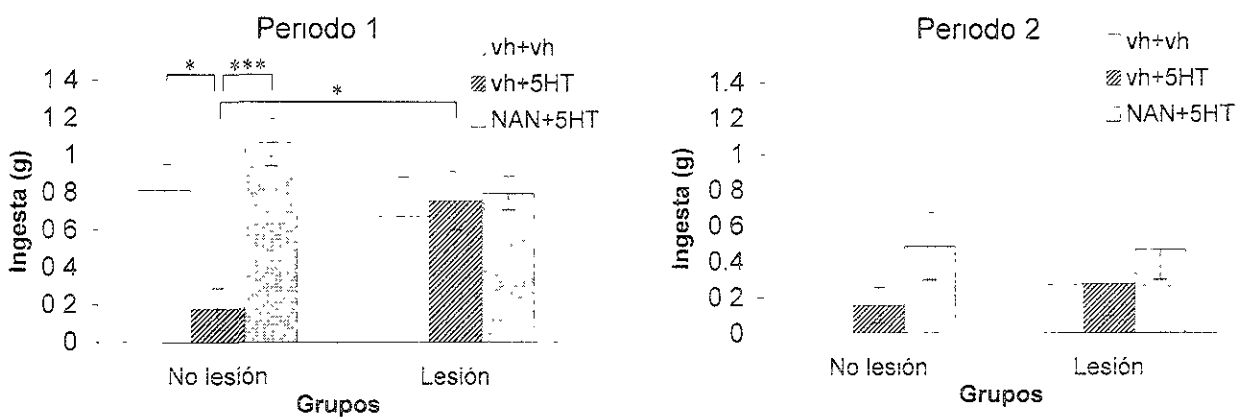 Periodo 1
vh+vh
vh+5HT
NAN+5HT
* *** *
1 4
1 2
1
0 8
0 6
0 4
0 2
0
Ingesta (g)
No lesión Lesión
Grupos
Periodo 2
vh+vh
vh+5HT
NAN+5HT
1.4
1 2
1
0 8
0.6
0.4
0 2
0
Ingesta (g)
No lesión Lesión
Grupos